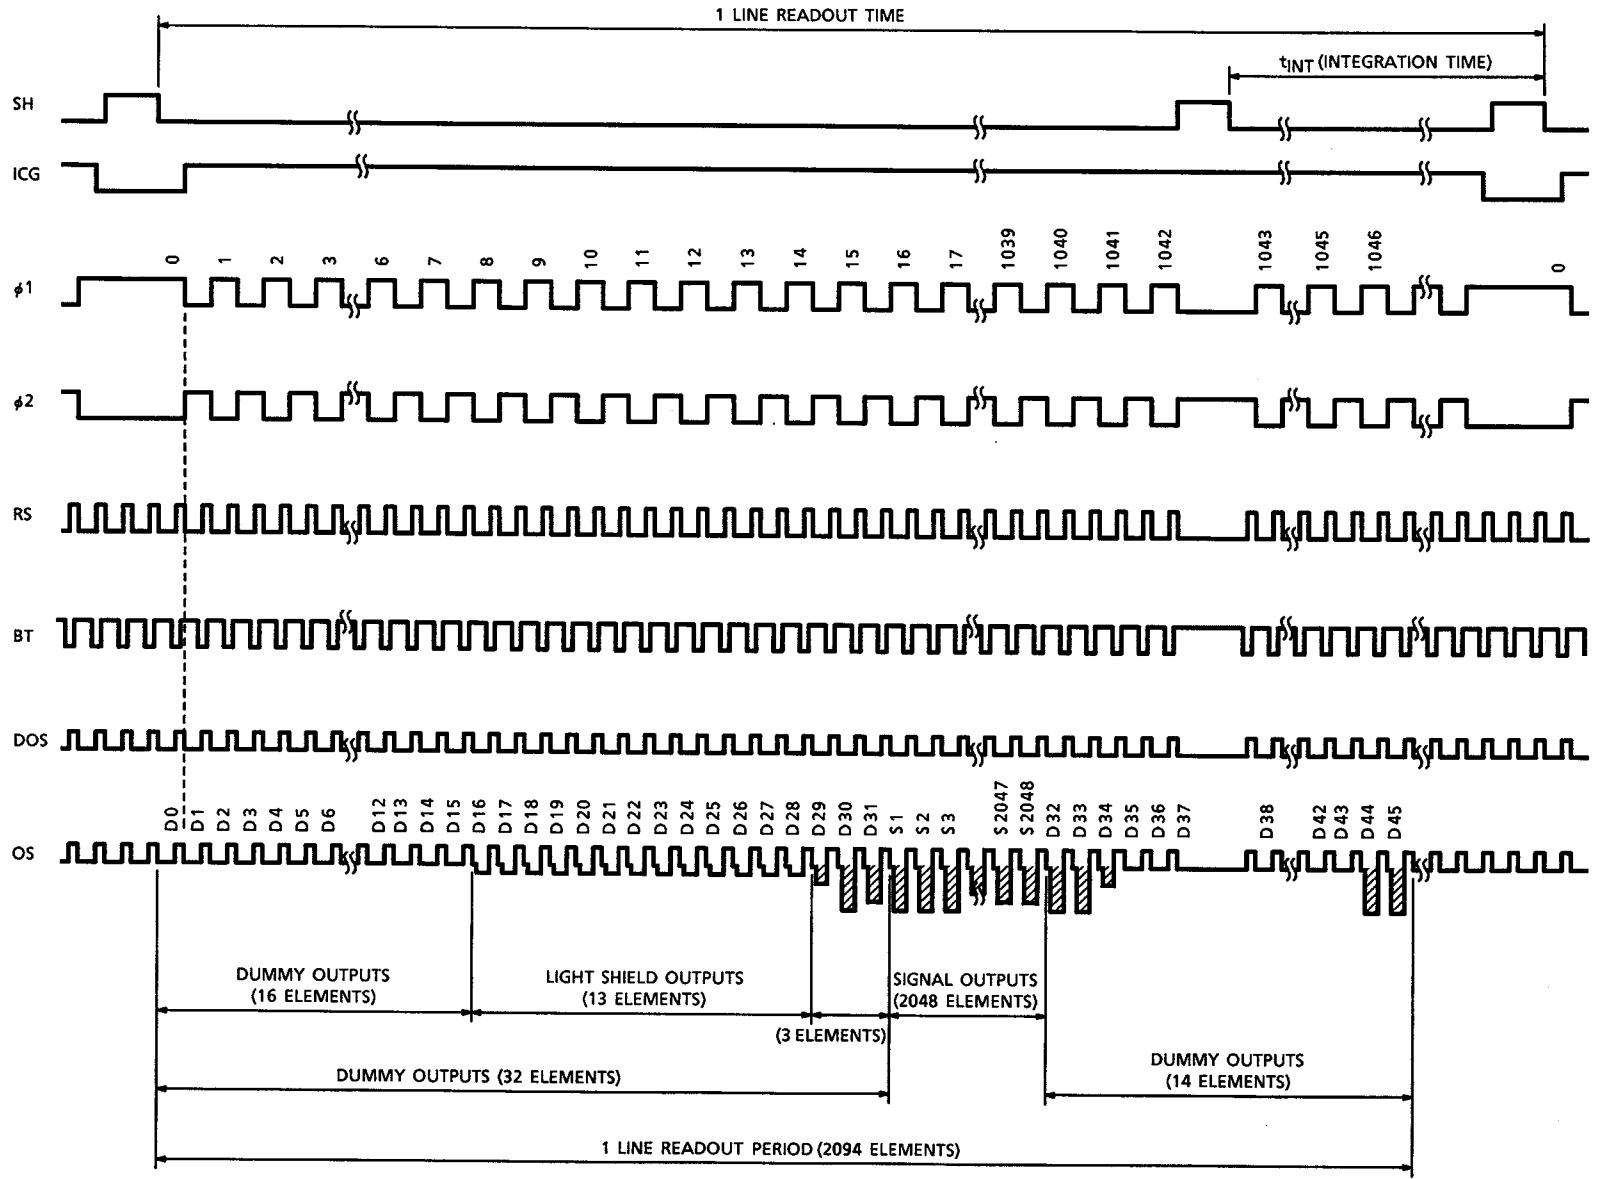 1 LINE READOUT TIME
tINT (INTEGRATION TIME)
SH
ICG
0 1 2 3 6 7 8 9 10 11 12 13 14 15 16 17 1039 1040 1041 1042 1043 1045 1046 0
ϕ1
ϕ2
RS
BT
DOS
D0 D1 D2 D3 D4 D5 D6 D12 D13 D14 D15 D16 D17 D18 D19 D20 D21 D22 D23 D24 D25 D26 D27 D28 D29 D30 D31 S1 S2 S3 S2047 S2048 D32 D33 D34 D35 D36 D37 D38 D42 D43 D44 D45
OS
DUMMY OUTPUTS
(16 ELEMENTS)
LIGHT SHIELD OUTPUTS
(13 ELEMENTS)
SIGNAL OUTPUTS
(2048 ELEMENTS)
(3 ELEMENTS)
DUMMY OUTPUTS
(14 ELEMENTS)
DUMMY OUTPUTS (32 ELEMENTS)
1 LINE READOUT PERIOD (2094 ELEMENTS)